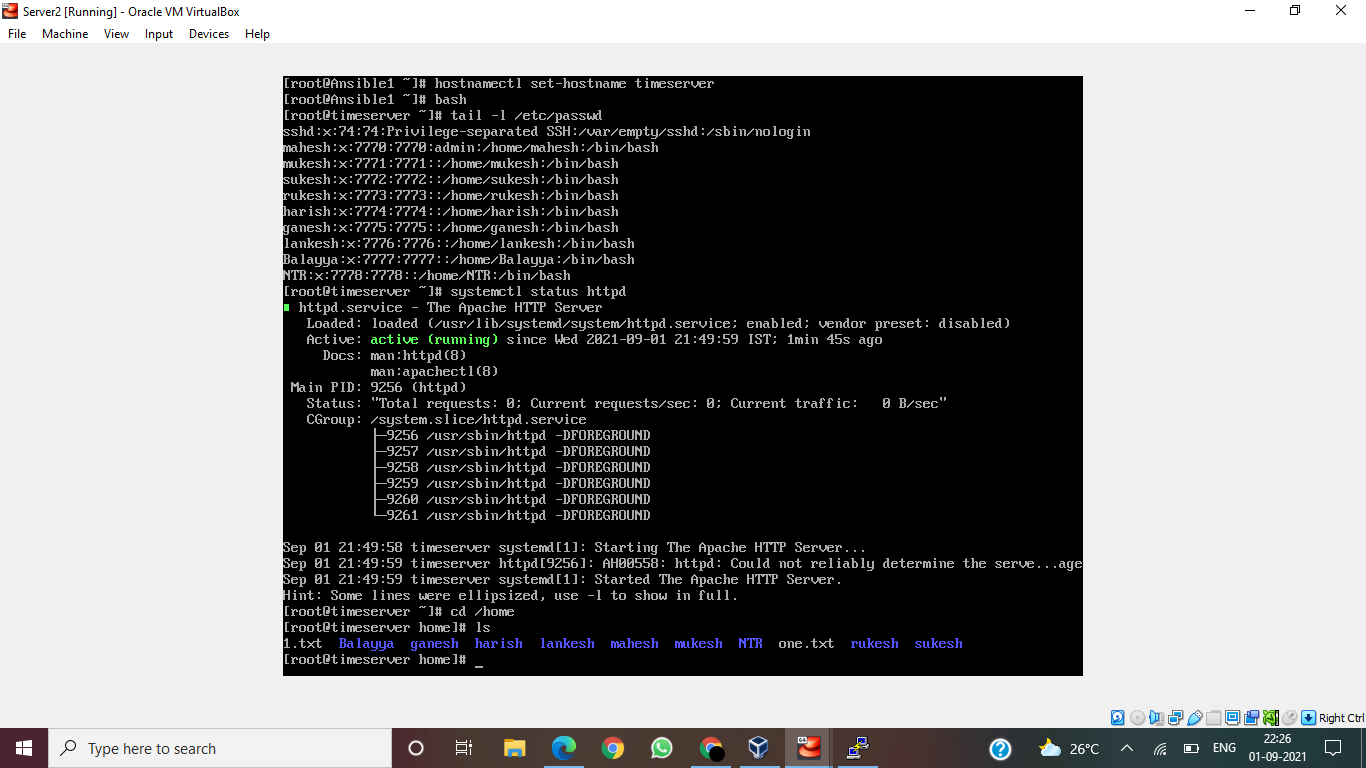 Server2 [Running] - Oracle VM VirtualBox
File Machine View Input Devices Help
[root@Ansible1 ~]# hostnamectl set-hostname timeserver
[root@Ansible1 ~]# bash
[root@timeserver ~]# tail -l /etc/passwd
sshd:x:74:74:Privilege-separated SSH:/var/empty/sshd:/sbin/nologin
mahesh:x:7770:7770:admin:/home/mahesh:/bin/bash
mukesh:x:7771:7771::/home/mukesh:/bin/bash
sukesh:x:7772:7772::/home/sukesh:/bin/bash
rukesh:x:7773:7773::/home/rukesh:/bin/bash
harish:x:7774:7774::/home/harish:/bin/bash
ganesh:x:7775:7775::/home/ganesh:/bin/bash
lankesh:x:7776:7776::/home/lankesh:/bin/bash
Balayya:x:7777:7777::/home/Balayya:/bin/bash
NTR:x:7778:7778::/home/NTR:/bin/bash
[root@timeserver ~]# systemctl status httpd
httpd.service - The Apache HTTP Server
Loaded: loaded (/usr/lib/systemd/system/httpd.service; enabled; vendor preset: disabled)
Active: active (running) since Wed 2021-09-01 21:49:59 IST; 1min 45s ago
Docs: man:httpd(8)
man:apachectl(8)
Main PID: 9256 (httpd)
Status: "Total requests: 0; Current requests/sec: 0; Current traffic:   0 B/sec"
CGroup: /system.slice/httpd.service
├─9256 /usr/sbin/httpd -DFOREGROUND
├─9257 /usr/sbin/httpd -DFOREGROUND
├─9258 /usr/sbin/httpd -DFOREGROUND
├─9259 /usr/sbin/httpd -DFOREGROUND
├─9260 /usr/sbin/httpd -DFOREGROUND
└─9261 /usr/sbin/httpd -DFOREGROUND
Sep 01 21:49:58 timeserver systemd[1]: Starting The Apache HTTP Server...
Sep 01 21:49:59 timeserver httpd[9256]: AH00558: httpd: Could not reliably determine the serve...age
Sep 01 21:49:59 timeserver systemd[1]: Started The Apache HTTP Server.
Hint: Some lines were ellipsized, use -l to show in full.
[root@timeserver ~]# cd /home
[root@timeserver home]# ls
1.txt  Balayya  ganesh  harish  lankesh  mahesh  mukesh  NTR  one.txt  rukesh  sukesh
[root@timeserver home]# _
Right Ctrl
Type here to search
26°C
ENG
22:26
01-09-2021